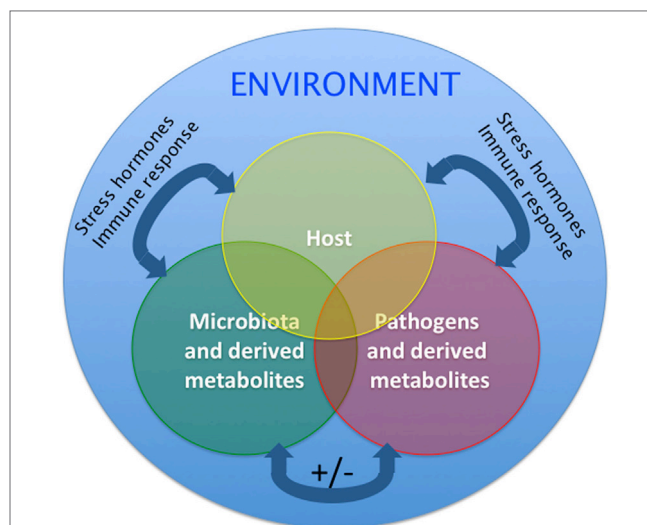 ENVIRONMENT
Stress hormones
Immune response
Stress hormones
Immune response
Host
Microbiota
and derived
metabolites
Pathogens
and derived
metabolites
+/-